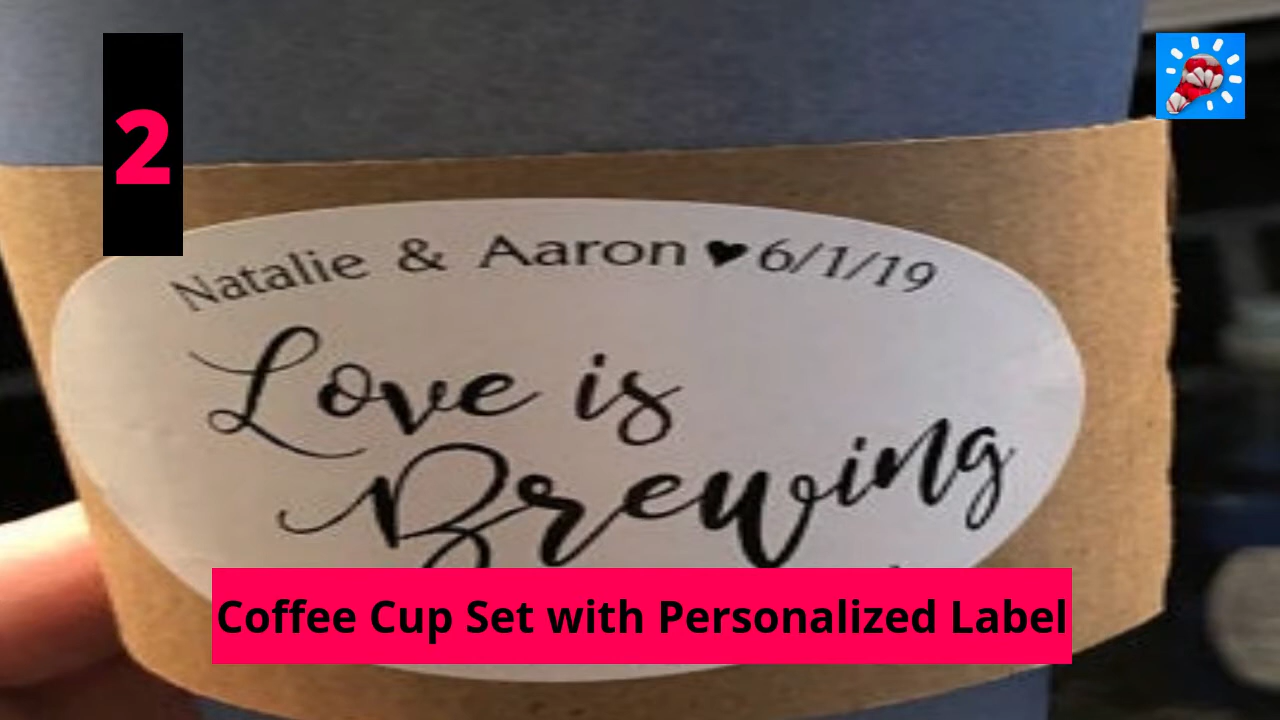 2
Natalie & Aaron ♥ 6/1/19
Love is
Brewing
Coffee Cup Set with Personalized Label